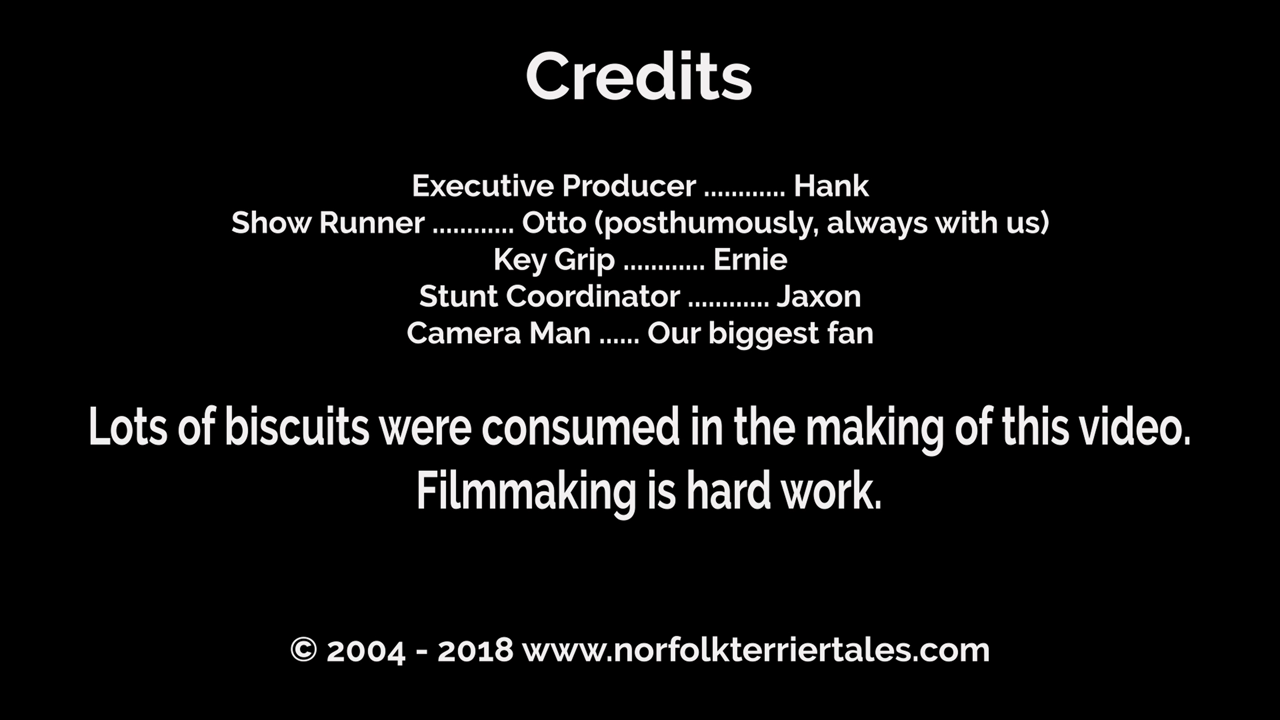 Credits
Executive Producer ............ Hank
Show Runner ............ Otto (posthumously, always with us)
Key Grip ............ Ernie
Stunt Coordinator ............ Jaxon
Camera Man ...... Our biggest fan
Lots of biscuits were consumed in the making of this video.
Filmmaking is hard work.
© 2004 - 2018 www.norfolkterriertales.com